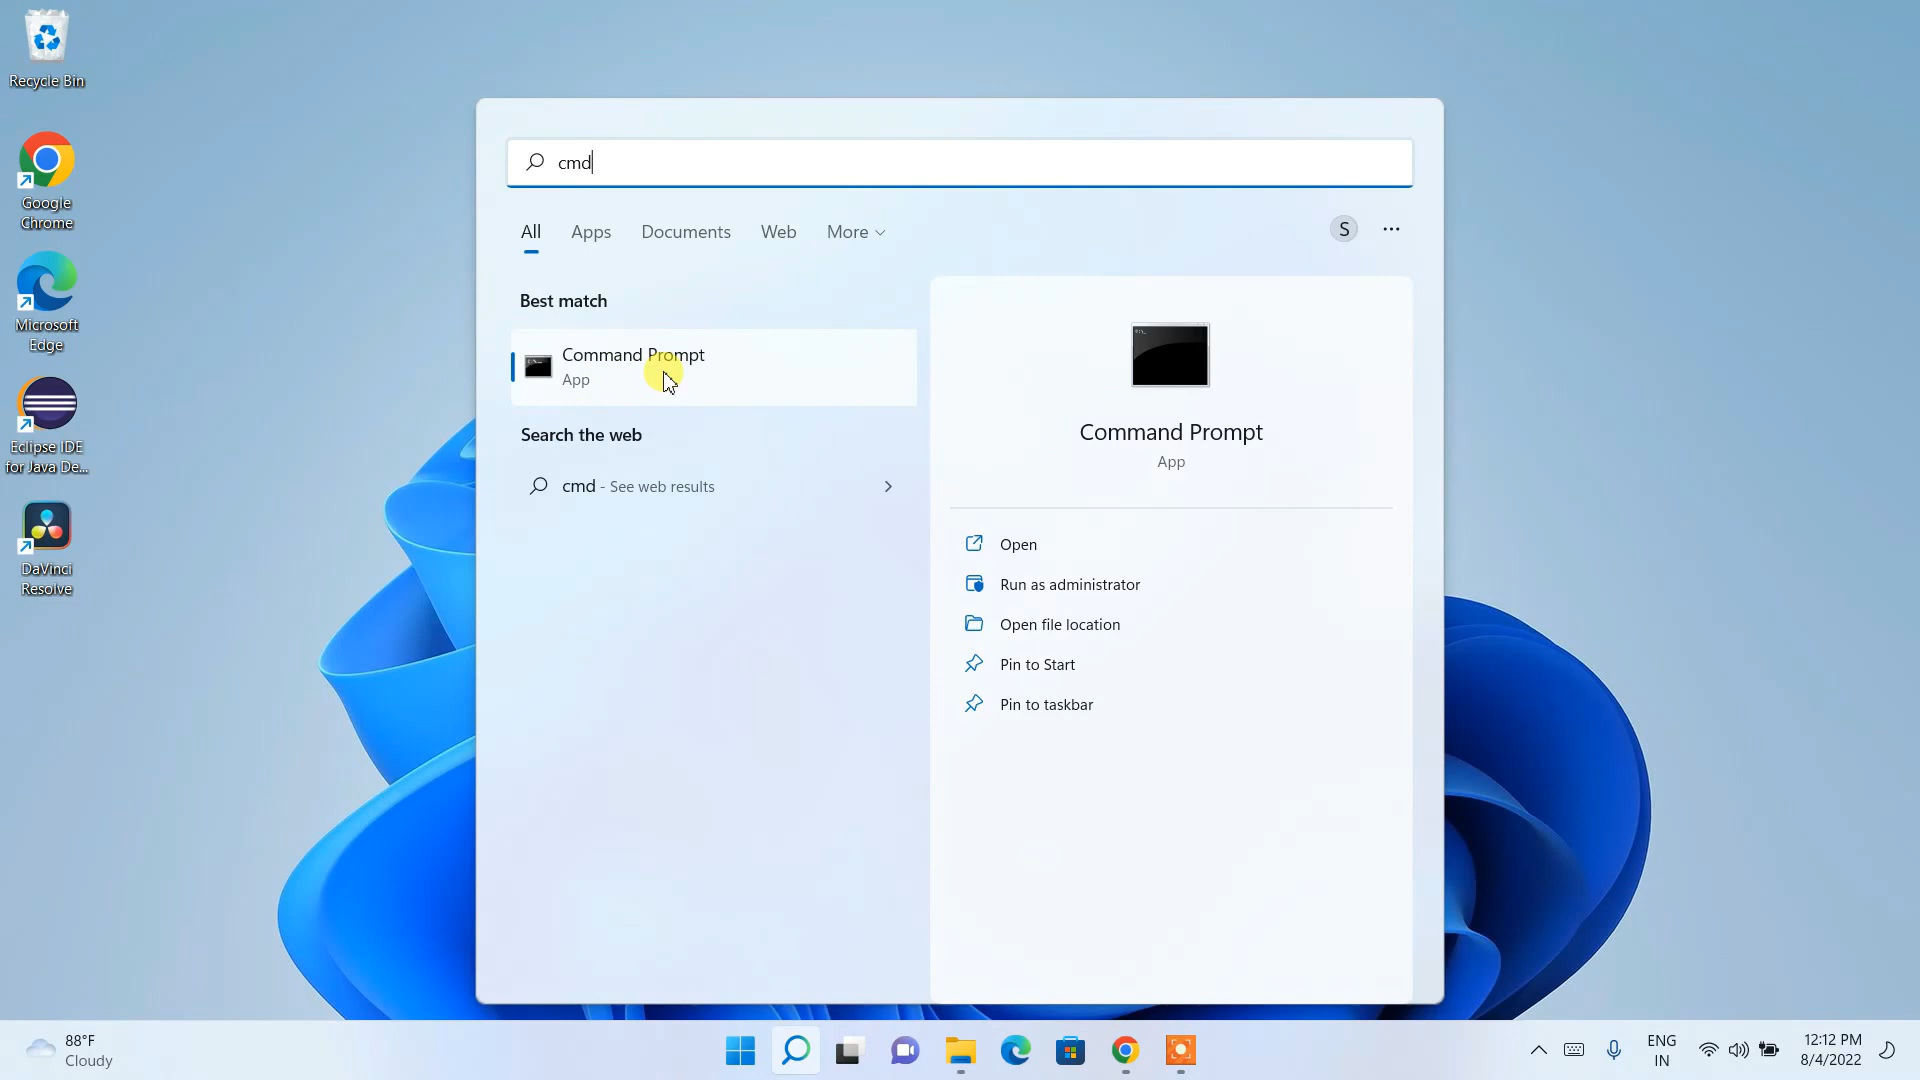 Recycle Bin
Google
Chrome
Microsoft
Edge
Eclipse IDE
for Java De...
DaVinci
Resolve
cmd
All Apps Documents Web More
S
Best match
Command Prompt
App
Search the web
cmd - See web results
Command Prompt
App
Open
Run as administrator
Open file location
Pin to Start
Pin to taskbar
88°F
Cloudy
ENG
IN
12:12 PM
8/4/2022